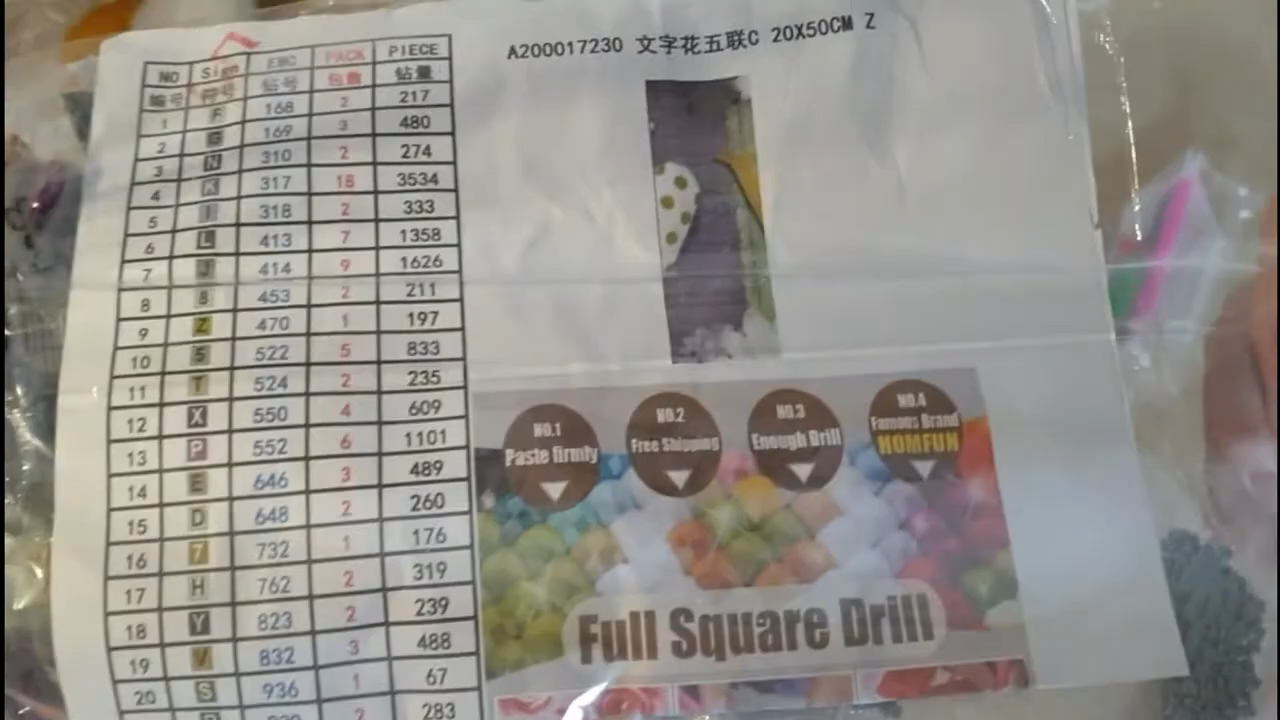 A200017230 文字花五联C 20X50CM Z
NO Sign EMC PACK PIECE
编号 符号 钻号 包数 钻量
1 F 168 2 217
2 G 169 3 480
3 N 310 2 274
4 K 317 18 3534
5 I 318 2 333
6 L 413 7 1358
7 J 414 9 1626
8 8 453 2 211
9 Z 470 1 197
10 5 522 5 833
11 T 524 2 235
12 X 550 4 609
13 P 552 6 1101
14 E 646 3 489
15 D 648 2 260
16 7 732 1 176
17 H 762 2 319
18 Y 823 2 239
19 V 832 3 488
20 S 936 1 67
2 283
NO.1
Paste firmly
NO.2
Free Shipping
NO.3
Enough Drill
NO.4
Famous Brand
HOMFUN
Full Square Drill